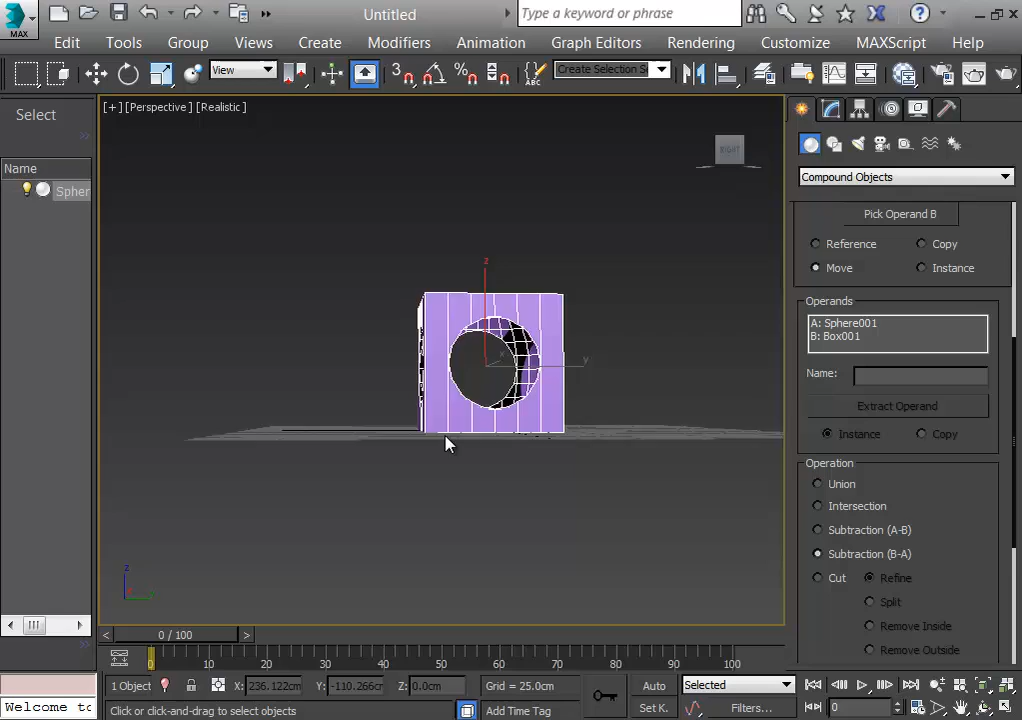 Untitled
Type a keyword or phrase
MAX
Edit Tools Group Views Create Modifiers Animation Graph Editors Rendering Customize MAXScript Help
View
3
ABC
Create Selection Se
Select
[+] [Perspective] [Realistic]
RIGHT
Name
Spher
Compound Objects
Pick Operand B
Reference Copy
Move Instance
Operands
A: Sphere001
B: Box001
Name:
Extract Operand
Instance Copy
Operation
Union
Intersection
Subtraction (A-B)
Subtraction (B-A)
Cut Refine
Split
Remove Inside
Remove Outside
z
x
y
z
0 / 100
0 10 20 30 40 50 60 70 80 90 100
1 Object X: 236.122cm Y: -110.266cm Z: 0.0cm Grid = 25.0cm Auto Selected
Welcome to Click or click-and-drag to select objects Add Time Tag Set K. Filters... 0